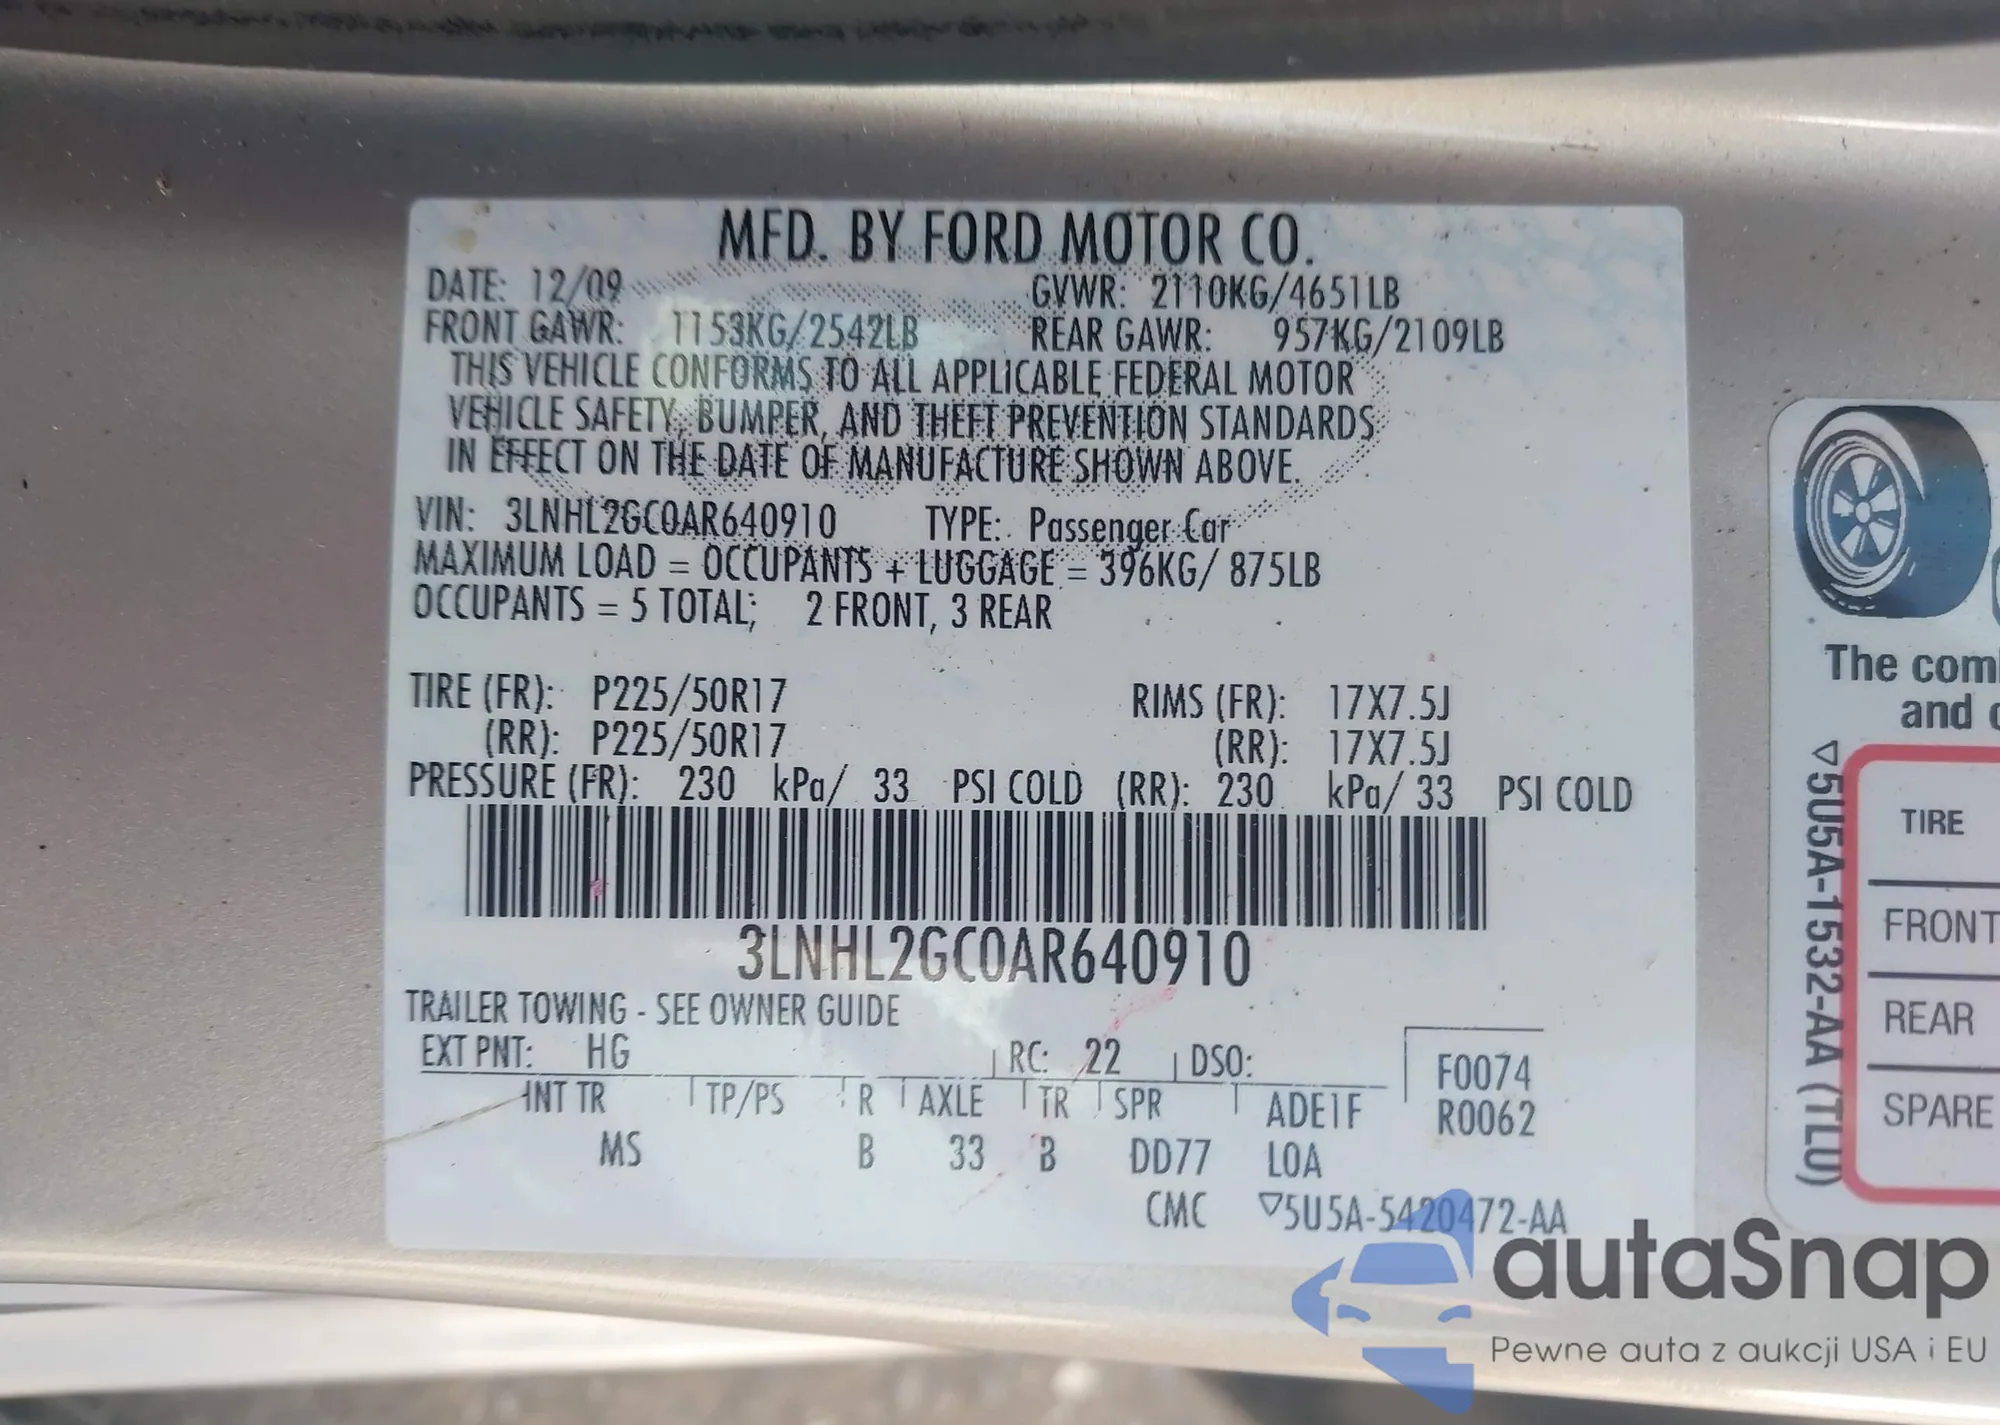 MFD. BY FORD MOTOR CO.
DATE: 12/09 GVWR: 2110KG/4651LB
FRONT GAWR: 1153KG/2542LB REAR GAWR: 957KG/2109LB
THIS VEHICLE CONFORMS TO ALL APPLICABLE FEDERAL MOTOR
VEHICLE SAFETY, BUMPER, AND THEFT PREVENTION STANDARDS
IN EFFECT ON THE DATE OF MANUFACTURE SHOWN ABOVE.
VIN: 3LNHL2GC0AR640910 TYPE: Passenger Car
MAXIMUM LOAD = OCCUPANTS + LUGGAGE = 396KG/ 875LB
OCCUPANTS = 5 TOTAL; 2 FRONT, 3 REAR
TIRE (FR): P225/50R17 RIMS (FR): 17X7.5J
(RR): P225/50R17 (RR): 17X7.5J
PRESSURE (FR): 230 kPa/ 33 PSI COLD (RR): 230 kPa/ 33 PSI COLD
3LNHL2GC0AR640910
TRAILER TOWING - SEE OWNER GUIDE
EXT PNT: HG RC: 22 DSO: F0074
INT TR TP/PS R AXLE TR SPR ADE1F R0062
MS B 33 B DD77 LOA
CMC ▽5U5A-5420472-AA
The com
and
▽5U5A-1532-AA (TLU)
TIRE
FRONT
REAR
SPARE
autaSnap
Pewne auta z aukcji USA i EU